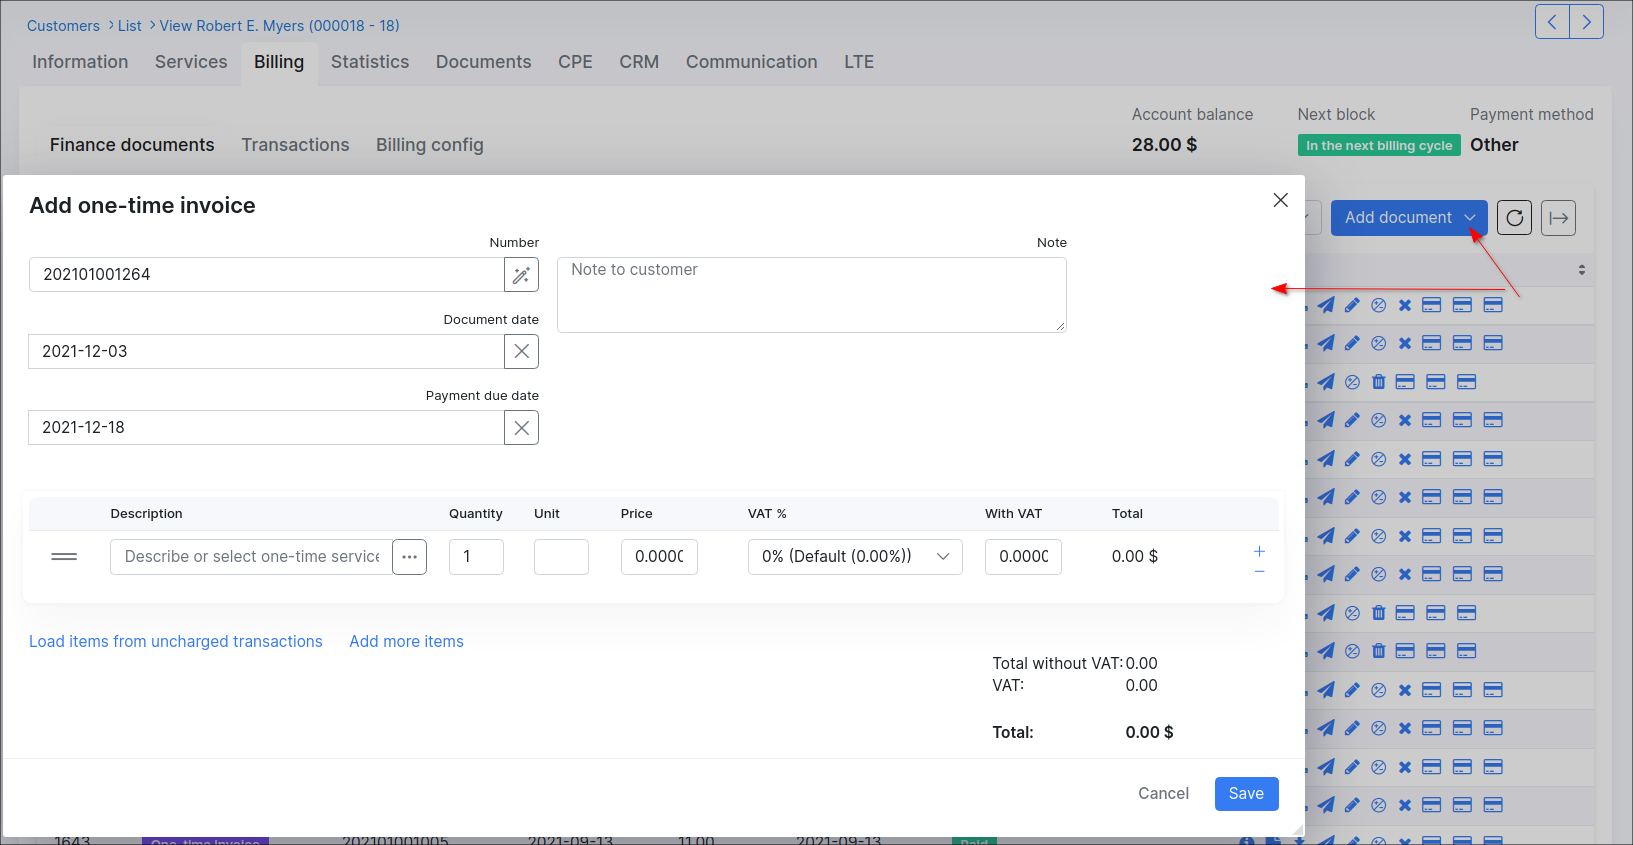 Customers > List > View Robert E. Myers (000018 - 18)
Information Services Billing Statistics Documents CPE CRM Communication LTE
Account balance Next block Payment method
Finance documents Transactions Billing config 28.00 $ In the next billing cycle Other
Add one-time invoice
Add document
Number Note
202101001264 Note to customer
Document date
2021-12-03
Payment due date
2021-12-18
Description Quantity Unit Price VAT % With VAT Total
Describe or select one-time service ... 1 0.0000 0% (Default (0.00%)) 0.0000 0.00 $
Load items from uncharged transactions Add more items
Total without VAT: 0.00
VAT: 0.00
Total: 0.00 $
Cancel Save
1643 One-time invoice 202101001005 2021-09-13 11.00 2021-09-13 Paid